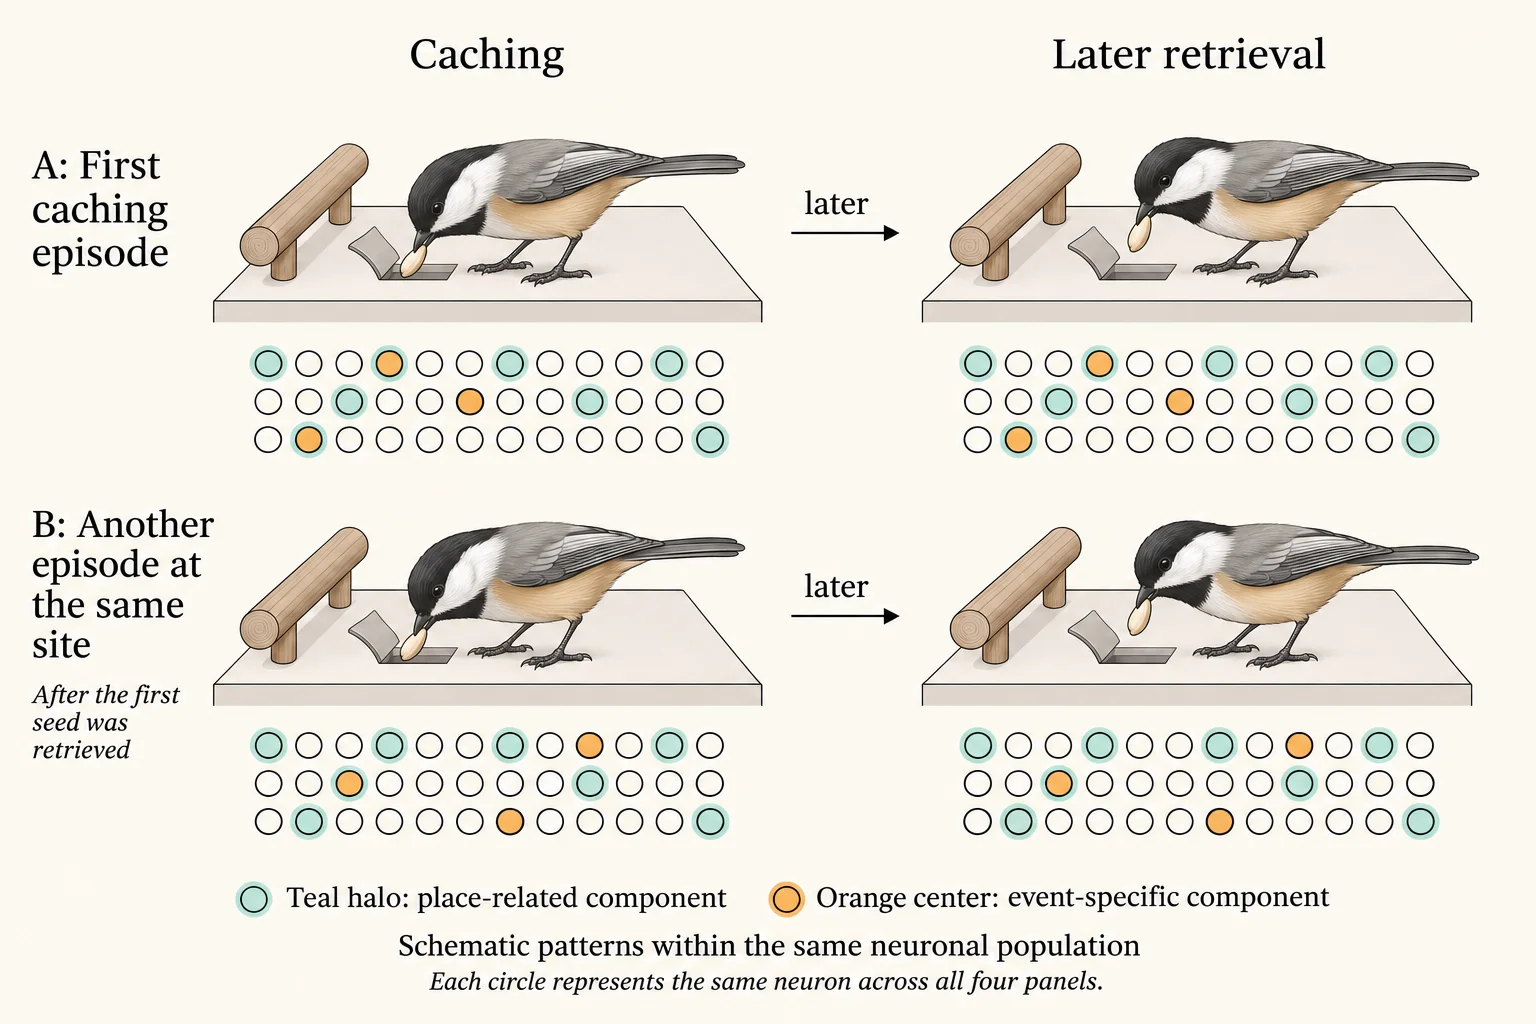 Caching
Later retrieval
A: First
caching
episode
later
B: Another
episode at
the same
site
After the first
seed was
retrieved
later
Teal halo: place-related component
Orange center: event-specific component
Schematic patterns within the same neuronal population
Each circle represents the same neuron across all four panels.